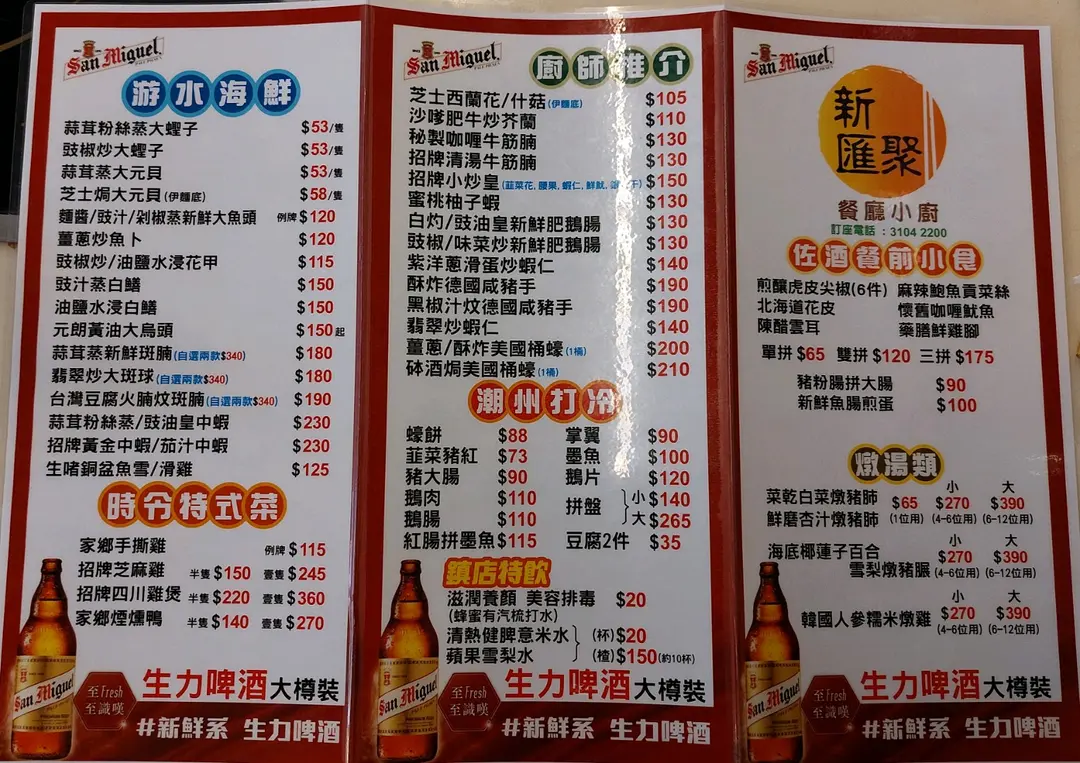 San Miguel
游水海鮮
蒜茸粉絲蒸大蟶子 $53/隻
豉椒炒大蟶子 $53/隻
蒜茸蒸大元貝 $53/隻
芝士焗大元貝(伊麵底) $58/隻
麵醬/豉汁/剁椒蒸新鮮大魚頭 例牌$120
薑蔥炒魚卜 $120
豉椒炒/油鹽水浸花甲 $115
豉汁蒸白鱔 $150
油鹽水浸白鱔 $150
元朗黃油大烏頭 $150起
蒜茸蒸新鮮斑腩(自選兩款$340) $180
翡翠炒大斑球(自選兩款$340) $180
台灣豆腐火腩炆斑腩(自選兩款$340) $190
蒜茸粉絲蒸/豉油皇中蝦 $230
招牌黃金中蝦/茄汁中蝦 $230
生啫銅盆魚雲/滑雞 $125
時令特式菜
家鄉手撕雞 例牌$115
招牌芝麻雞 半隻$150 壹隻$245
招牌四川雞煲 半隻$220 壹隻$360
家鄉煙燻鴨 半隻$140 壹隻$270
San Miguel
至Fresh
至識嘆
生力啤酒大樽裝
#新鮮系 生力啤酒
San Miguel
廚師推介
芝士西蘭花/什菇(伊麵底) $105
沙嗲肥牛炒芥蘭 $110
秘製咖喱牛筋腩 $130
招牌清湯牛筋腩 $130
招牌小炒皇(韮菜花,腰果,蝦仁,鮮魷, $150
蜜桃柚子蝦 $130
白灼/豉油皇新鮮肥鵝腸 $130
豉椒/味菜炒新鮮肥鵝腸 $130
紫洋蔥滑蛋炒蝦仁 $140
酥炸德國咸豬手 $190
黑椒汁炆德國咸豬手 $190
翡翠炒蝦仁 $140
薑蔥/酥炸美國桶蠔(1桶) $200
砵酒焗美國桶蠔(1桶) $210
潮州打冷
蠔餅 $88 掌翼 $90
韮菜豬紅 $73 墨魚 $100
豬大腸 $90 鵝片 $120
鵝肉 $110 拼盤 小$140
鵝腸 $110 大$265
紅腸拼墨魚$115 豆腐2件 $35
鎮店特飲
滋潤養顏 美容排毒 $20
(蜂蜜有汽梳打水)
清熱健脾意米水 (杯)$20
蘋果雪梨水 (楂)$150(約10杯)
San Miguel
至Fresh
至識嘆
生力啤酒大樽裝
#新鮮系 生力啤酒
San Miguel
新匯聚
餐廳小廚
訂座電話：3104 2200
佐酒餐前小食
煎釀虎皮尖椒(6件) 麻辣鮑魚貢菜絲
北海道花皮 懷舊咖喱魷魚
陳醋雲耳 藥膳鮮雞腳
單拼$65 雙拼$120 三拼$175
豬粉腸拼大腸 $90
新鮮魚腸煎蛋 $100
燉湯類
小 大
菜乾白菜燉豬肺 $65 $270 $390
鮮磨杏汁燉豬肺 (1位用) (4-6位用) (6-12位用)
小 大
海底椰蓮子百合 $270 $390
雪梨燉豬𦟌 (4-6位用) (6-12位用)
小 大
韓國人參糯米燉雞 $270 $390
(4-6位用) (6-12位用)
San Miguel
至Fresh
至識嘆
生力啤酒大樽裝
#新鮮系 生力啤酒